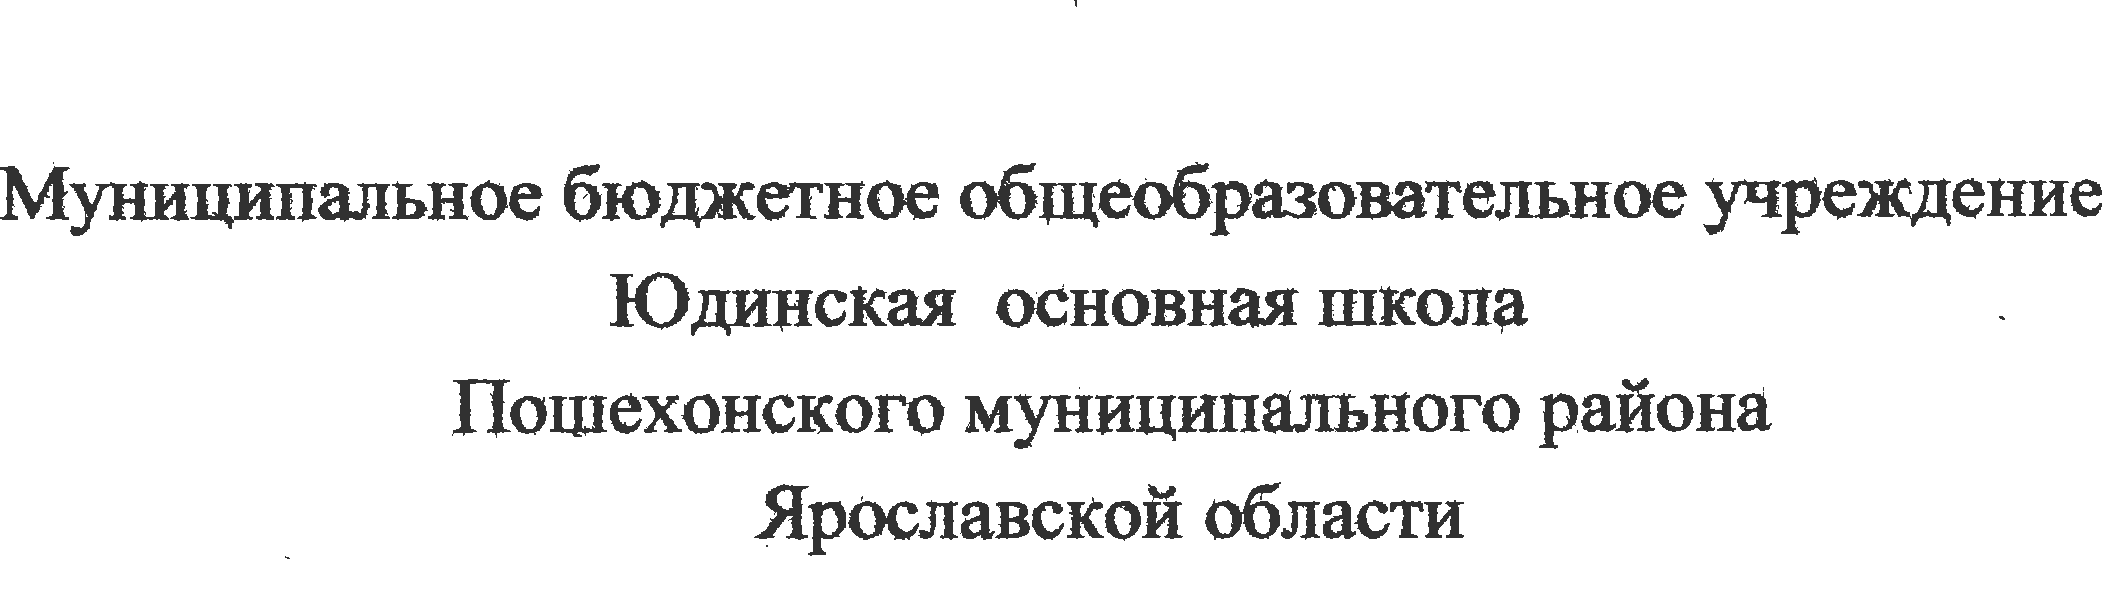 Муниципальное бюджетное общеобразовательное учреждение
Юдинская основная школа
Пошехонского муниципального района
Ярославской области